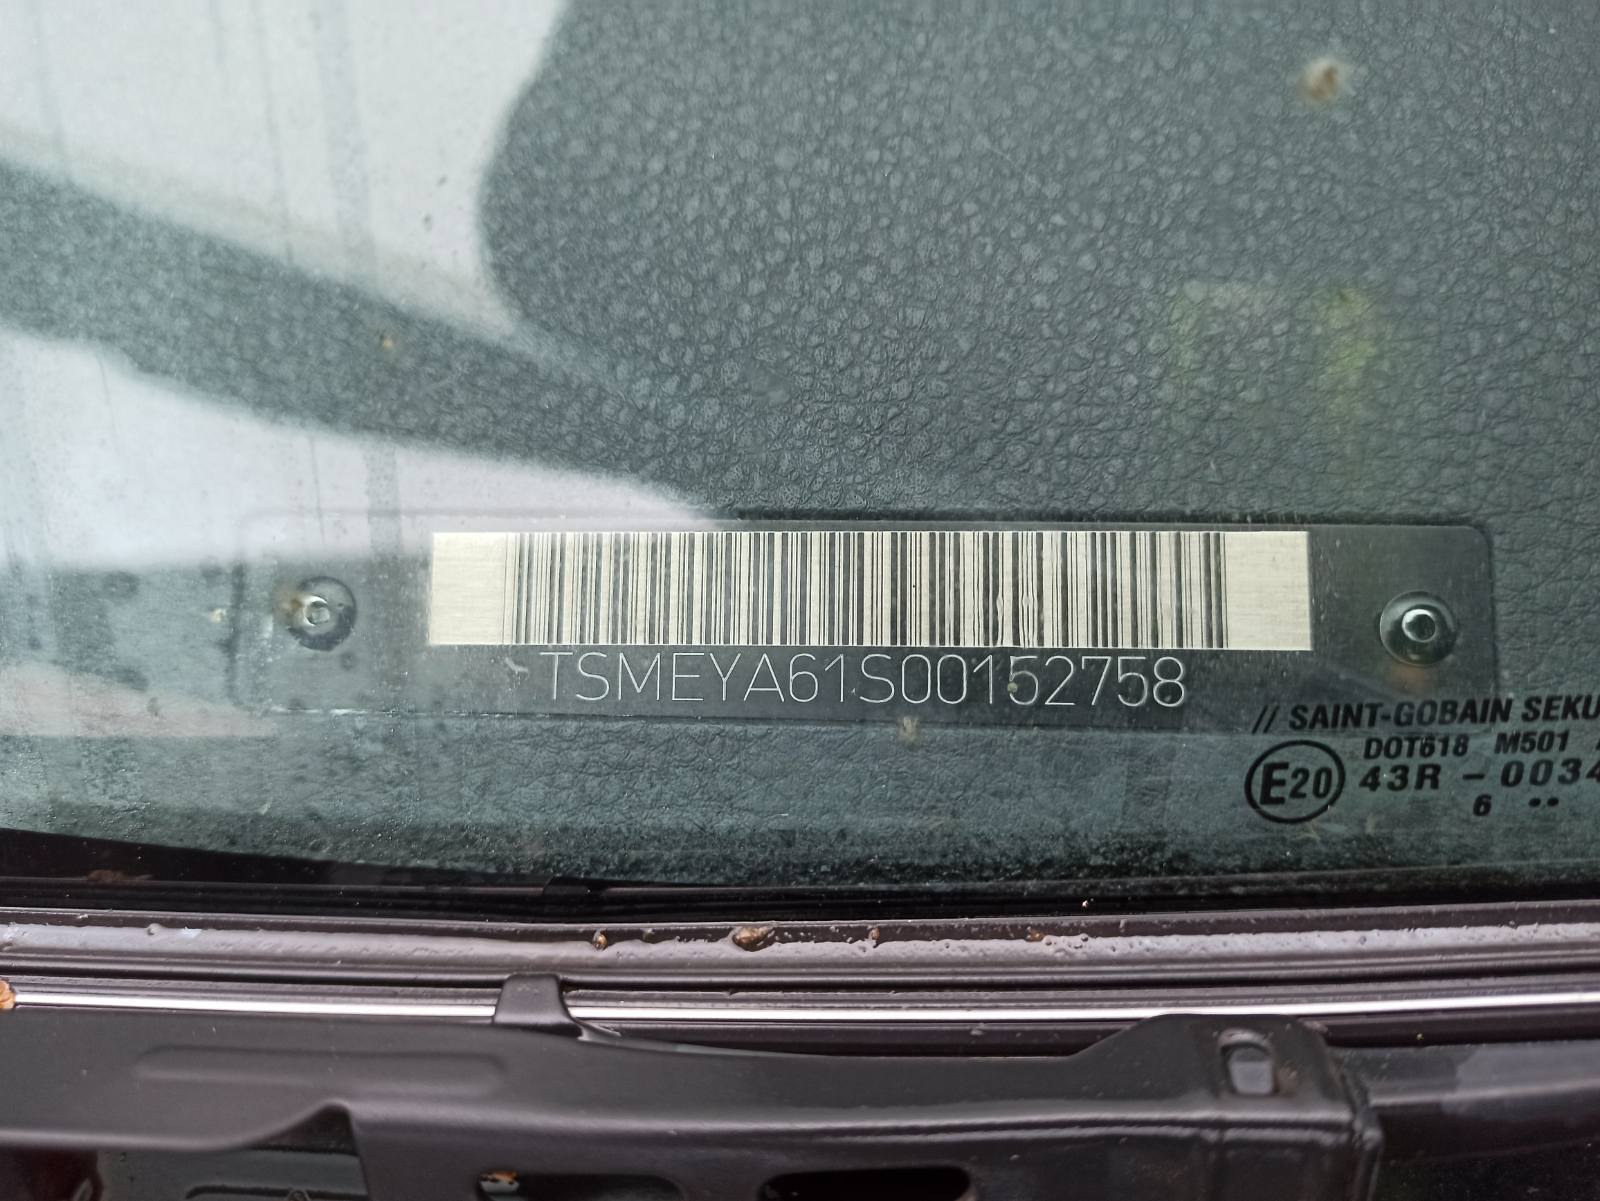 TSMEYA61S00152758
// SAINT-GOBAIN SEKU
DOT618 M501
E20 43R - 0034
6 ••